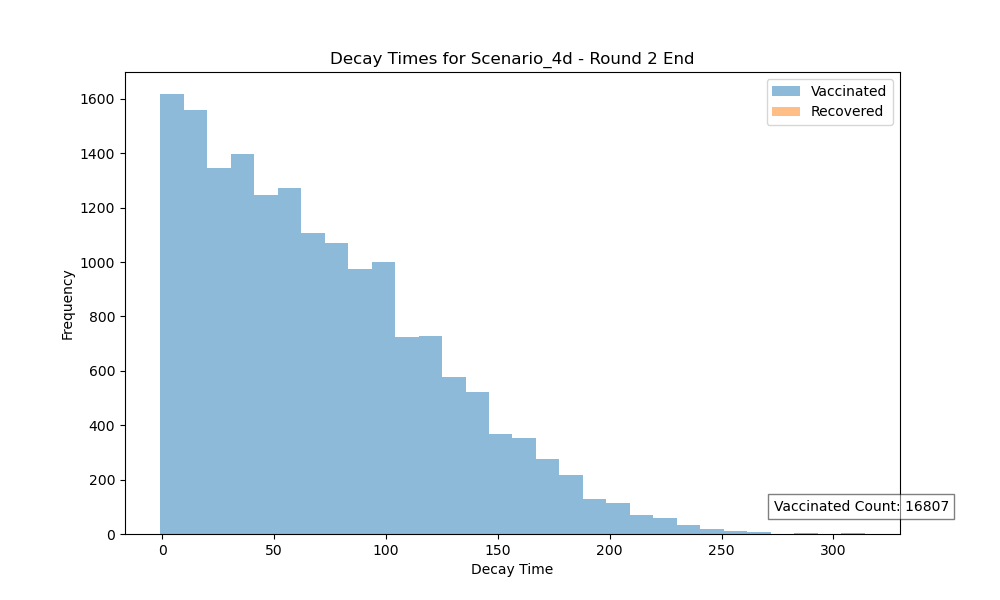 Decay Times for Scenario_4d - Round 2 End
Vaccinated
Recovered
1600
1400
1200
1000
800
600
400
200
0
Frequency
Vaccinated Count: 16807
0 50 100 150 200 250 300
Decay Time